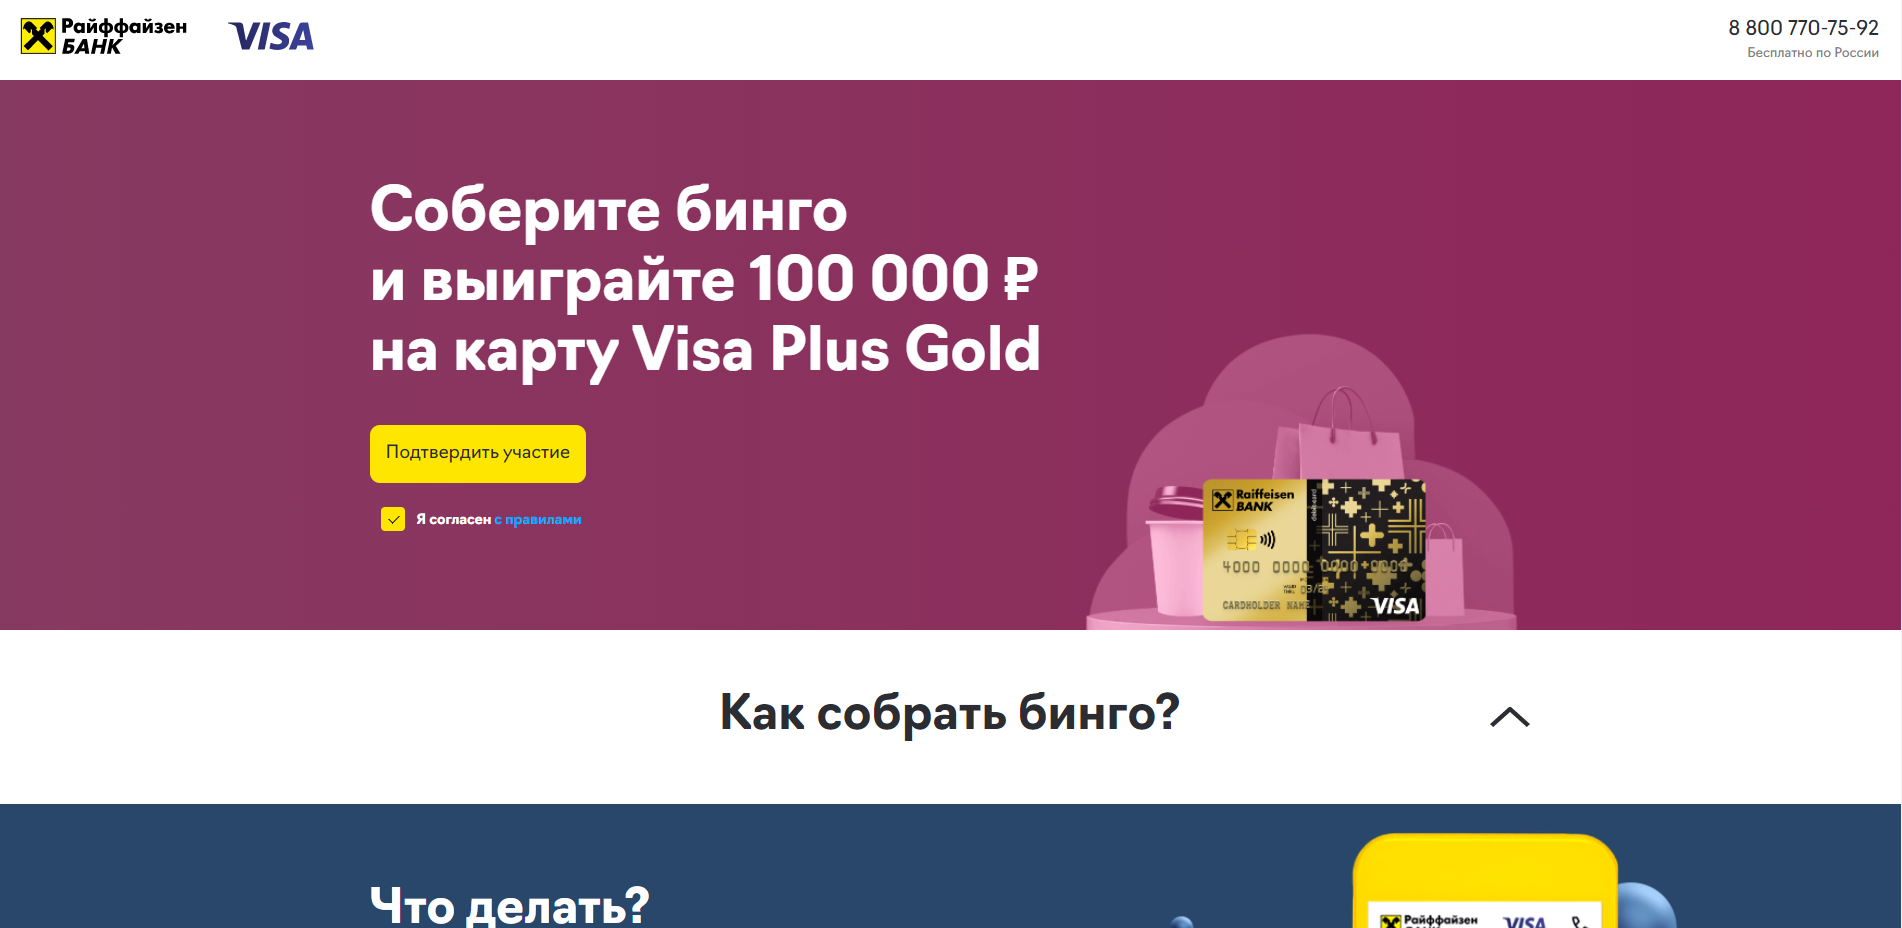 Райффайзен
БАНК
VISA
8 800 770-75-92
Бесплатно по России
Соберите бинго
и выиграйте 100 000 ₽
на карту Visa Plus Gold
Подтвердить участие
Я согласен с правилами
Raiffeisen
BANK
debit card
4000 0000 0000 0000
CARDHOLDER NAME
VISA
Как собрать бинго?
Что делать?
Райффайзен
VISA